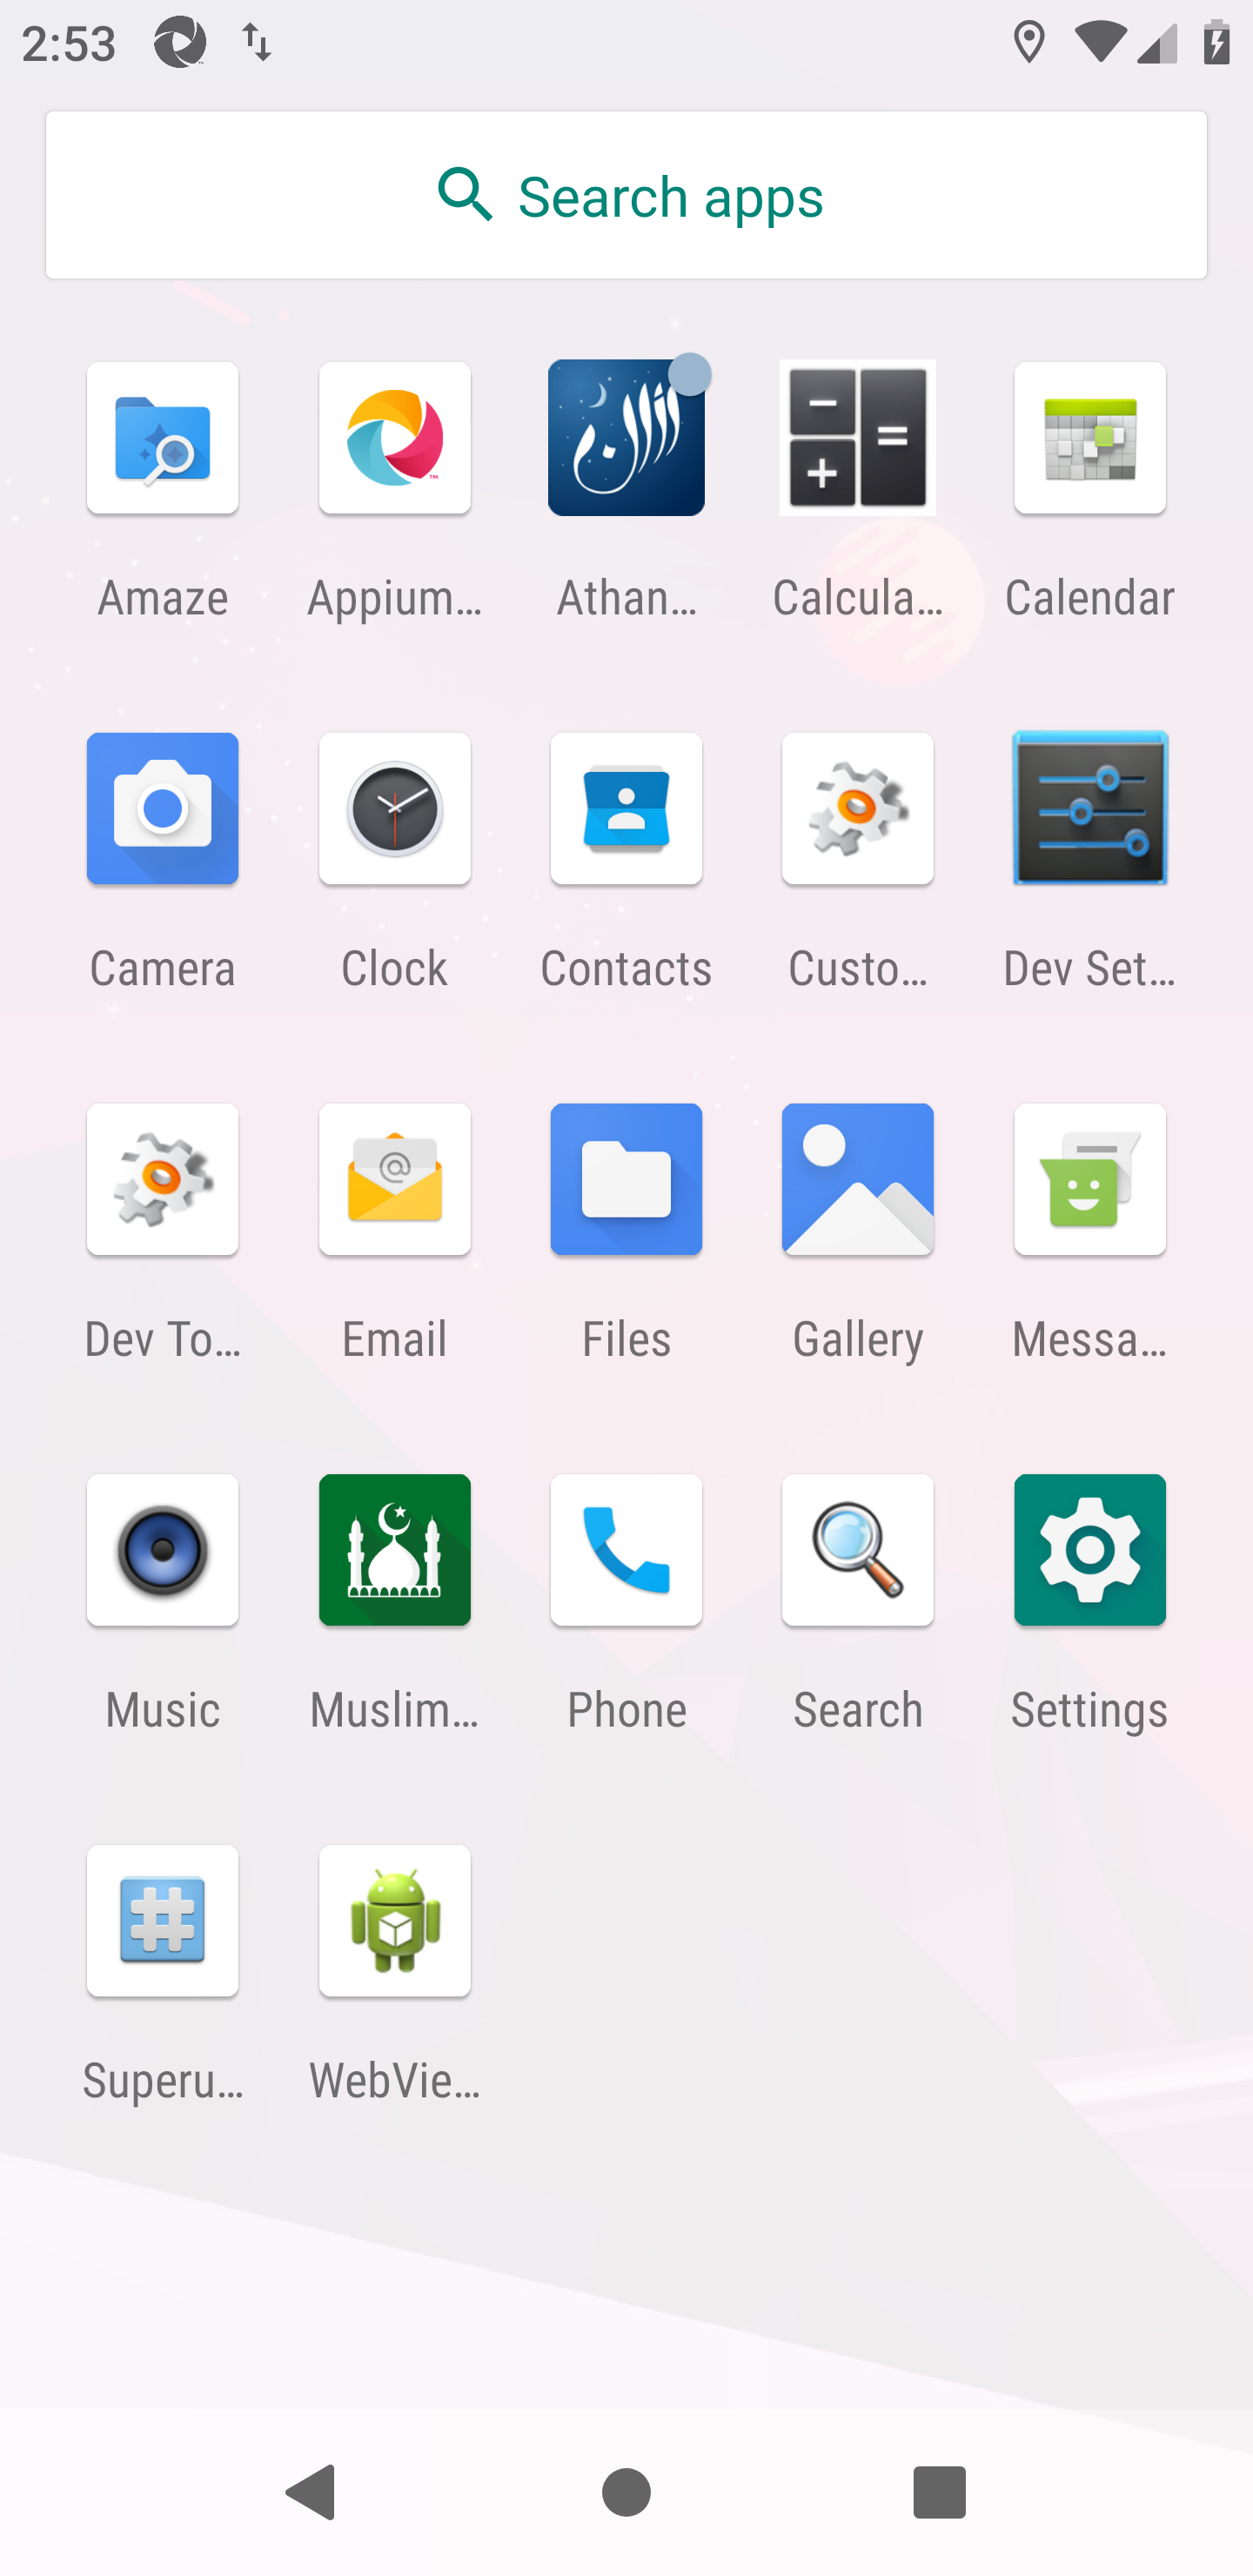 2:53
Search apps
Amaze
Appium…
Athan…
Calcula…
Calendar
Camera
Clock
Contacts
Custo…
Dev Set…
Dev To…
Email
Files
Gallery
Messa…
Music
Muslim…
Phone
Search
Settings
Superu…
WebVie…